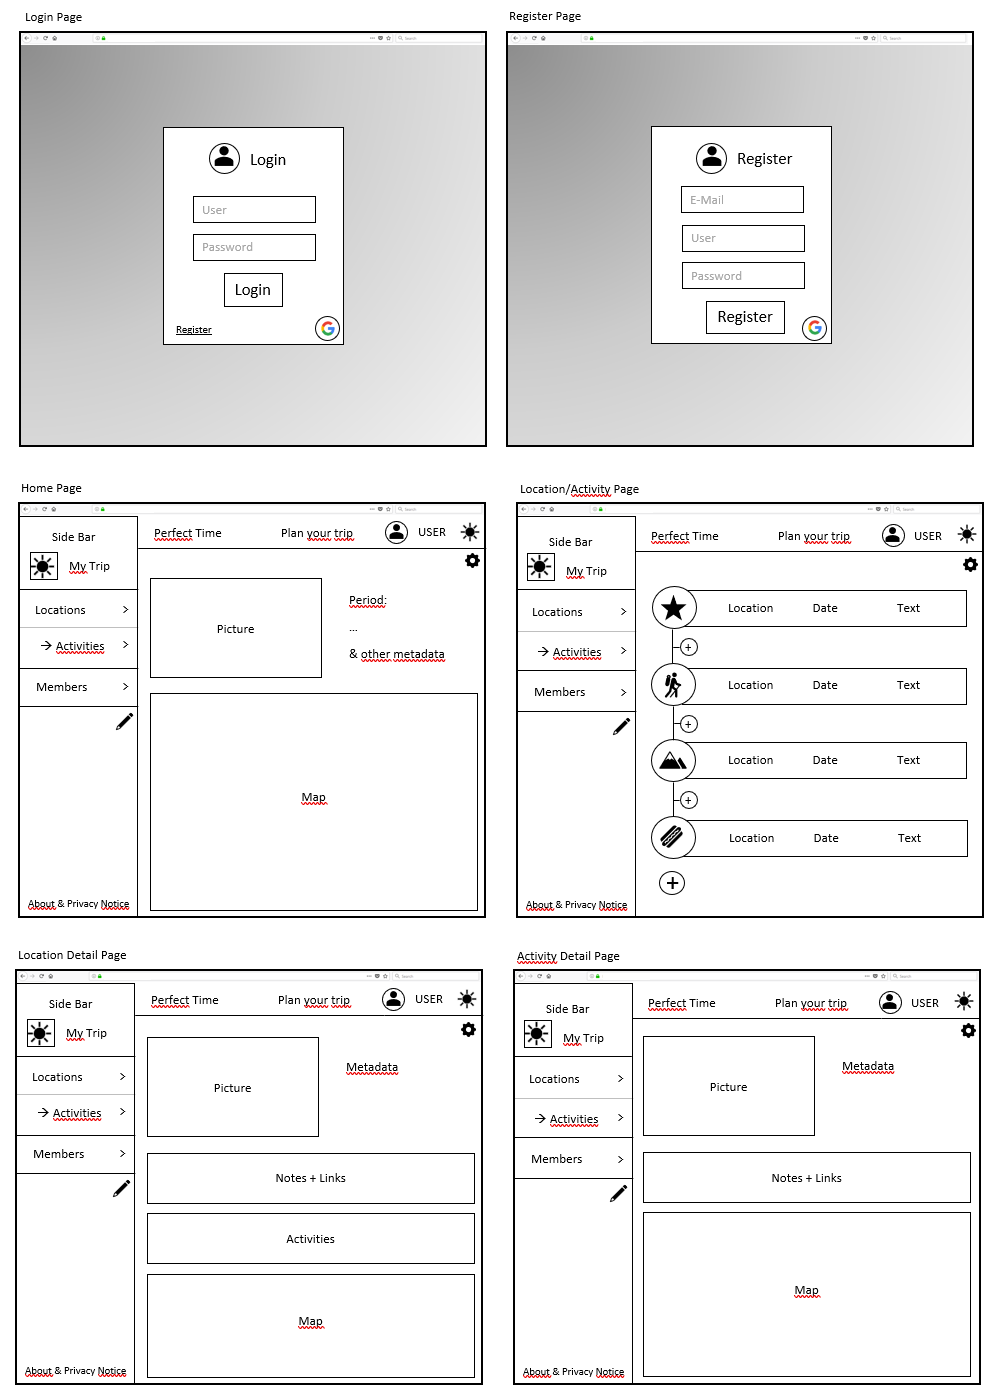 Login Page
Search
Login
User
Password
Login
Register
G
Register Page
Search
Register
E-Mail
User
Password
Register
G
Home Page
Search
Side Bar
My Trip
Locations
Activities
Members
About & Privacy Notice
Perfect Time
Plan your trip
USER
Picture
Period:
...
& other metadata
Map
Location/Activity Page
Search
Side Bar
My Trip
Locations
Activities
Members
About & Privacy Notice
Perfect Time
Plan your trip
USER
Location Date Text
Location Date Text
Location Date Text
Location Date Text
Location Detail Page
Search
Side Bar
My Trip
Locations
Activities
Members
About & Privacy Notice
Perfect Time
Plan your trip
USER
Picture
Metadata
Notes + Links
Activities
Map
Activity Detail Page
Search
Side Bar
My Trip
Locations
Activities
Members
About & Privacy Notice
Perfect Time
Plan your trip
USER
Picture
Metadata
Notes + Links
Map